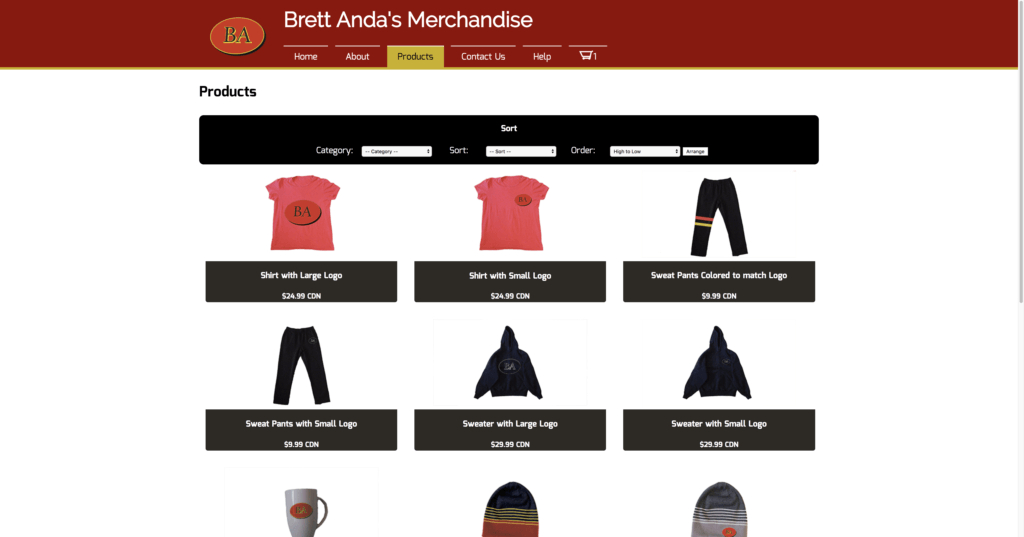 BA
Brett Anda's Merchandise
Home About Products Contact Us Help 1
Products
Sort
Category: -- Category -- Sort: -- Sort -- Order: High to Low Arrange
BA
BA
Shirt with Large Logo Shirt with Small Logo Sweat Pants Colored to match Logo
$24.99 CDN $24.99 CDN $9.99 CDN
BA
Sweat Pants with Small Logo Sweater with Large Logo Sweater with Small Logo
$9.99 CDN $29.99 CDN $29.99 CDN
BA